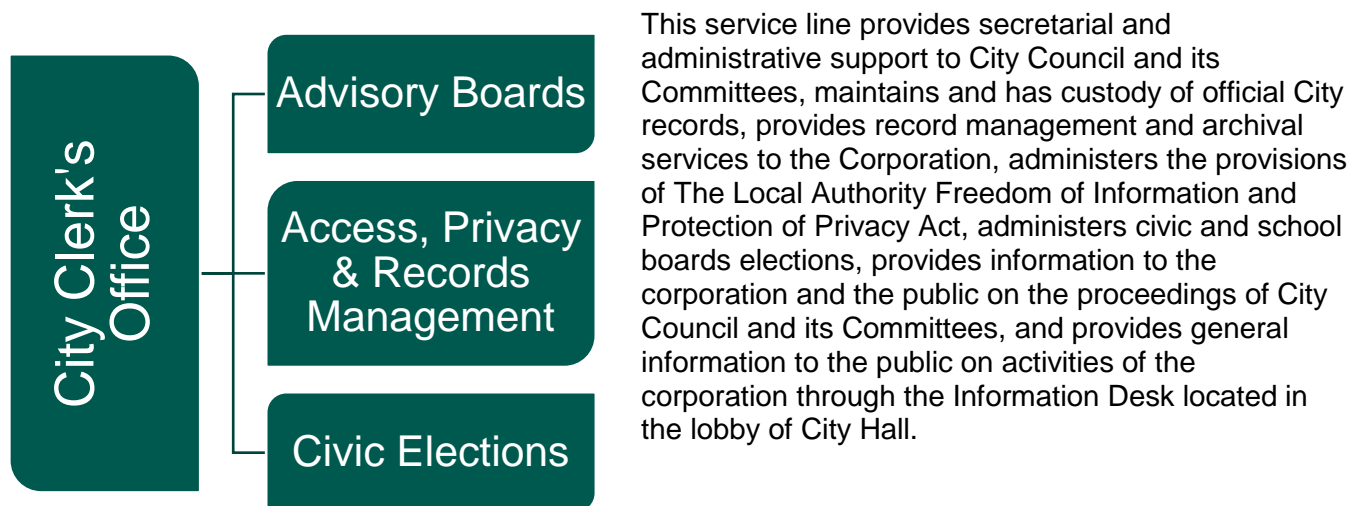 City Clerk's
Office
Advisory Boards
Access, Privacy
& Records
Management
Civic Elections
This service line provides secretarial and
administrative support to City Council and its
Committees, maintains and has custody of official City
records, provides record management and archival
services to the Corporation, administers the provisions
of The Local Authority Freedom of Information and
Protection of Privacy Act, administers civic and school
boards elections, provides information to the
corporation and the public on the proceedings of City
Council and its Committees, and provides general
information to the public on activities of the
corporation through the Information Desk located in
the lobby of City Hall.